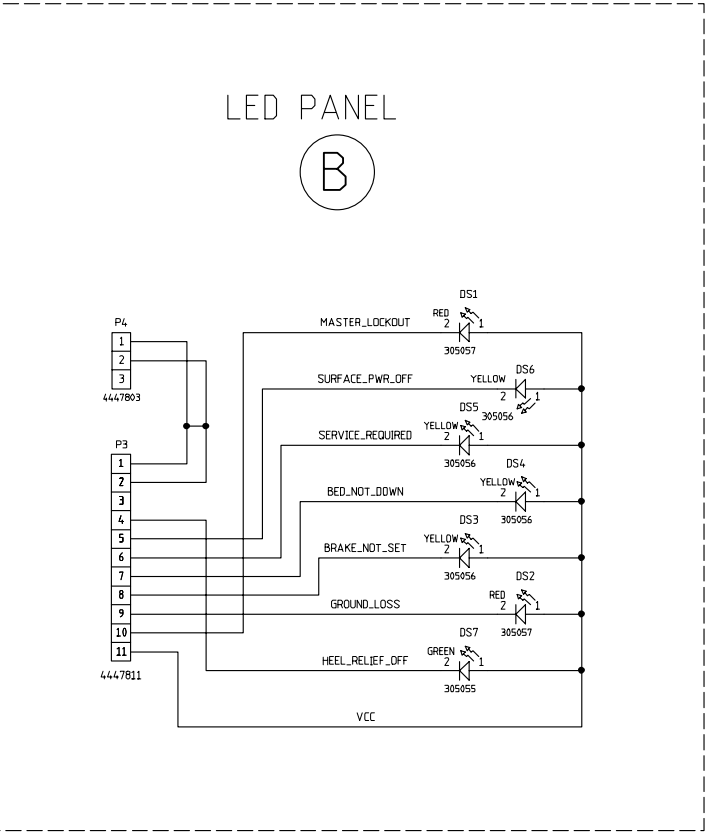 LED PANEL
B
P4
1
2
3
4447803
P3
1
2
3
4
5
6
7
8
9
10
11
4447811
DS1
MASTER_LOCKOUT
RED
2 1
305057
DS6
SURFACE_PWR_OFF
YELLOW
2 1
305056
DS5
SERVICE_REQUIRED
YELLOW
2 1
305056
DS4
BED_NOT_DOWN
YELLOW
2 1
305056
DS3
BRAKE_NOT_SET
YELLOW
2 1
305056
DS2
GROUND_LOSS
RED
2 1
305057
DS7
HEEL_RELIEF_OFF
GREEN
2 1
305055
VCC